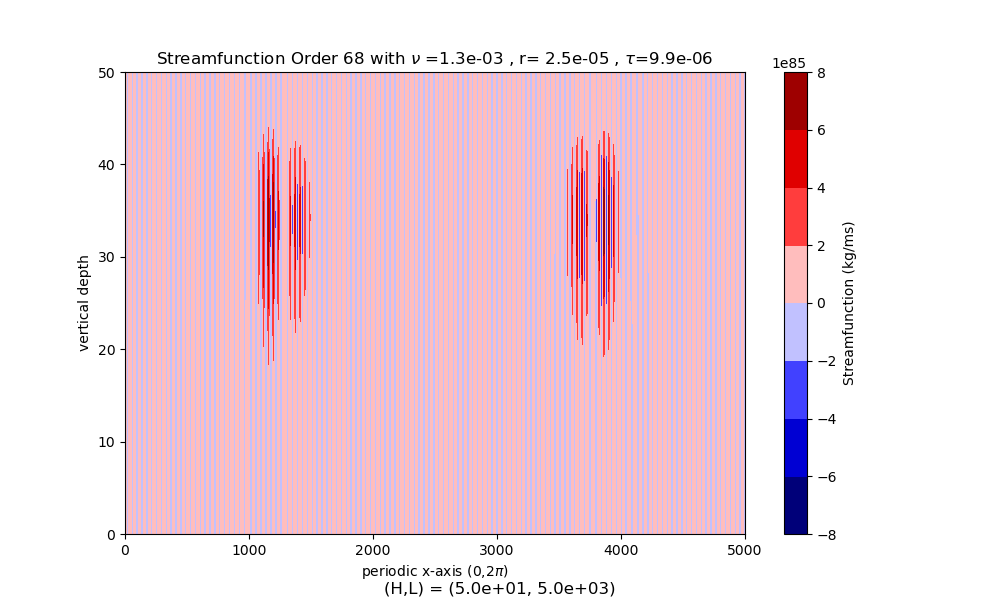 Streamfunction Order 68 with ν =1.3e-03 , r= 2.5e-05 , τ=9.9e-06
1e85
50
40
30
20
10
0
vertical depth
0 1000 2000 3000 4000 5000
periodic x-axis (0,2π)
(H,L) = (5.0e+01, 5.0e+03)
8
6
4
2
0
−2
−4
−6
−8
Streamfunction (kg/ms)